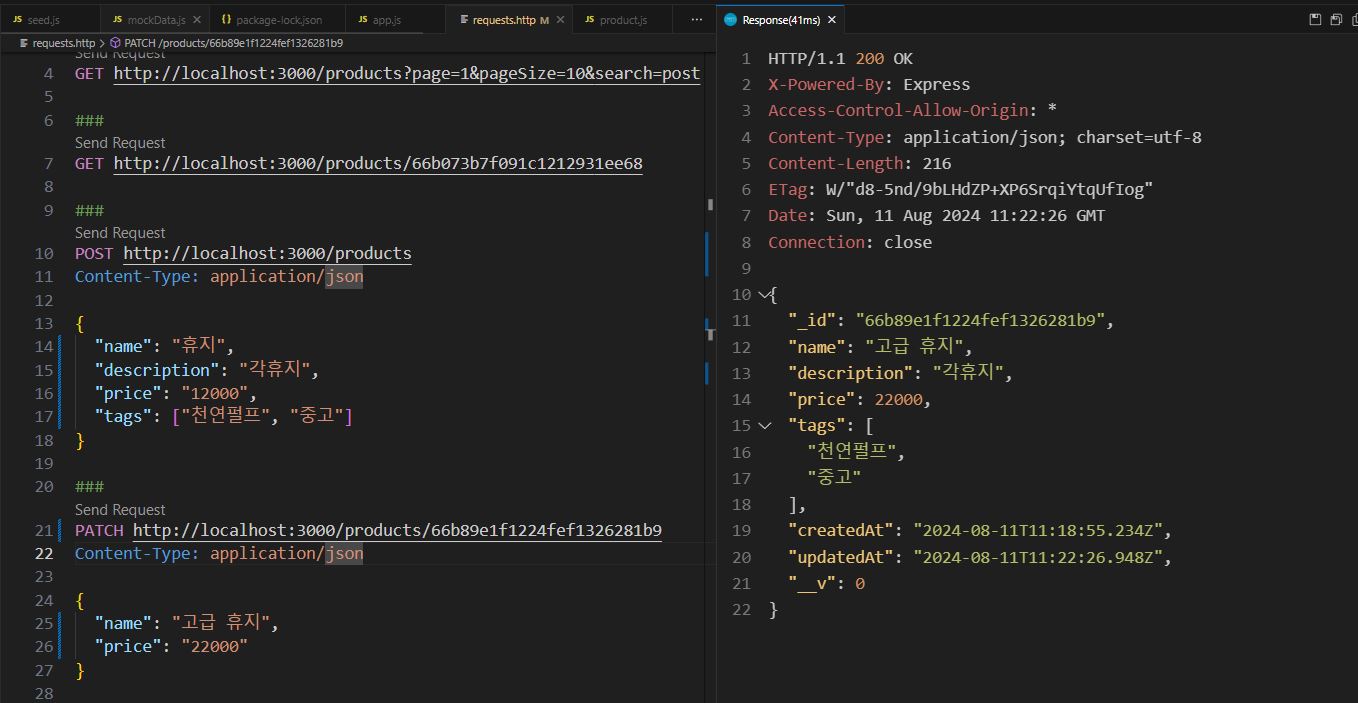 seed.js
mockData.js
package-lock.json
app.js
requests.http M
product.js
requests.http > PATCH /products/66b89e1f1224fef1326281b9
Send Request
4 GET http://localhost:3000/products?page=1&pageSize=10&search=post
5
6 ###
Send Request
7 GET http://localhost:3000/products/66b073b7f091c1212931ee68
8
9 ###
Send Request
10 POST http://localhost:3000/products
11 Content-Type: application/json
12
13 {
14 "name": "휴지",
15 "description": "각휴지",
16 "price": "12000",
17 "tags": ["천연펄프", "중고"]
18 }
19
20 ###
Send Request
21 PATCH http://localhost:3000/products/66b89e1f1224fef1326281b9
22 Content-Type: application/json
23
24 {
25 "name": "고급 휴지",
26 "price": "22000"
27 }
28
Response(41ms)
1 HTTP/1.1 200 OK
2 X-Powered-By: Express
3 Access-Control-Allow-Origin: *
4 Content-Type: application/json; charset=utf-8
5 Content-Length: 216
6 ETag: W/"d8-5nd/9bLHdZP+XP6SrqiYtqUfIog"
7 Date: Sun, 11 Aug 2024 11:22:26 GMT
8 Connection: close
9
10 {
11 "_id": "66b89e1f1224fef1326281b9",
12 "name": "고급 휴지",
13 "description": "각휴지",
14 "price": 22000,
15 "tags": [
16 "천연펄프",
17 "중고"
18 ],
19 "createdAt": "2024-08-11T11:18:55.234Z",
20 "updatedAt": "2024-08-11T11:22:26.948Z",
21 "__v": 0
22 }